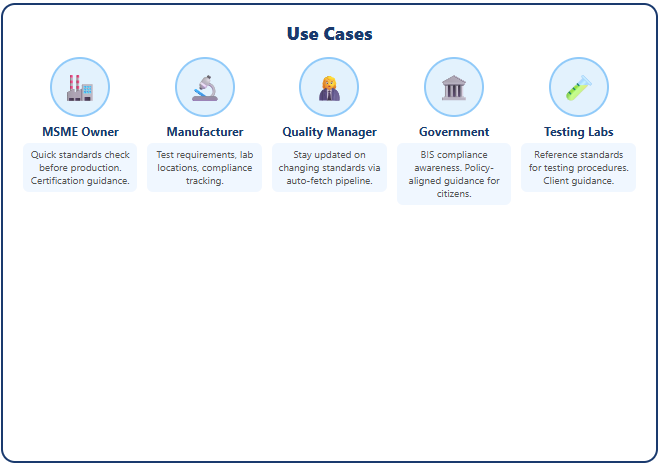 Use Cases
MSME Owner
Quick standards check
before production.
Certification guidance.
Manufacturer
Test requirements, lab
locations, compliance
tracking.
Quality Manager
Stay updated on
changing standards via
auto-fetch pipeline.
Government
BIS compliance
awareness. Policy-
aligned guidance for
citizens.
Testing Labs
Reference standards
for testing procedures.
Client guidance.